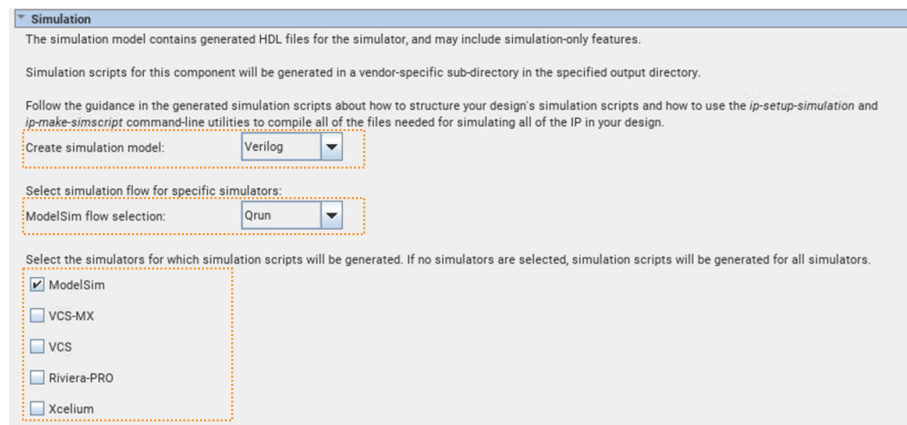 Simulation
The simulation model contains generated HDL files for the simulator, and may include simulation-only features.
Simulation scripts for this component will be generated in a vendor-specific sub-directory in the specified output directory.
Follow the guidance in the generated simulation scripts about how to structure your design's simulation scripts and how to use the ip-setup-simulation and
ip-make-simscript command-line utilities to compile all of the files needed for simulating all of the IP in your design.
Create simulation model: Verilog
Select simulation flow for specific simulators:
ModelSim flow selection: Qrun
Select the simulators for which simulation scripts will be generated. If no simulators are selected, simulation scripts will be generated for all simulators.
ModelSim
VCS-MX
VCS
Riviera-PRO
Xcelium